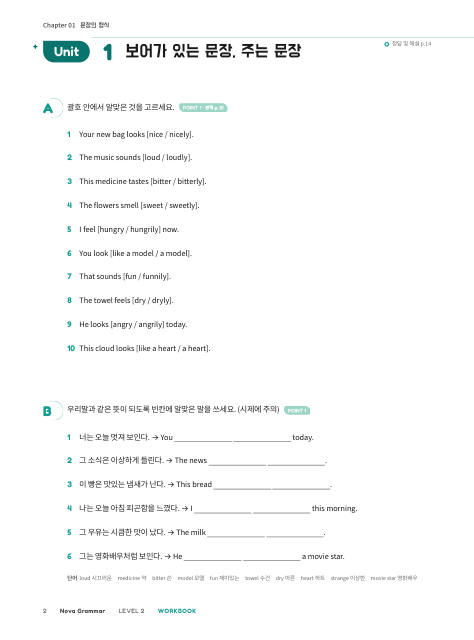 Chapter 01 문장의 형식
Unit 1 보어가 있는 문장, 주는 문장
정답 및 해설 p.14
A 괄호 안에서 알맞은 것을 고르세요. POINT 1
1 Your new bag looks [nice / nicely].
2 The music sounds [loud / loudly].
3 This medicine tastes [bitter / bitterly].
4 The flowers smell [sweet / sweetly].
5 I feel [hungry / hungrily] now.
6 You look [like a model / a model].
7 That sounds [fun / funnily].
8 The towel feels [dry / dryly].
9 He looks [angry / angrily] today.
10 This cloud looks [like a heart / a heart].
B 우리말과 같은 뜻이 되도록 빈칸에 알맞은 말을 쓰세요. (시제에 주의) POINT 1
1 너는 오늘 멋져 보인다. → You ____________ ____________ today.
2 그 소식은 이상하게 들린다. → The news ____________ ____________.
3 이 빵은 맛있는 냄새가 난다. → This bread ____________ ____________.
4 나는 오늘 아침 피곤함을 느꼈다. → I ____________ ____________ this morning.
5 그 우유는 시큼한 맛이 났다. → The milk ____________ ____________.
6 그는 영화배우처럼 보인다. → He ____________ ____________ a movie star.
단어 loud 시끄러운 medicine 약 bitter 쓴 model 모델 fun 재미있는 towel 수건 dry 마른 heart 하트 strange 이상한 movie star 영화배우
2 Nova Grammar LEVEL 2 WORKBOOK